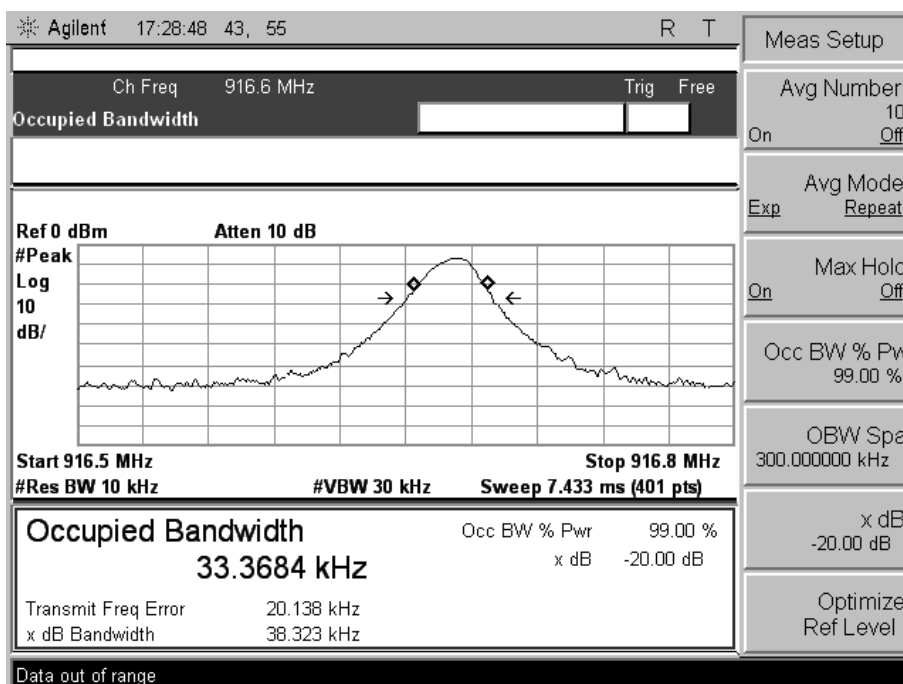 Agilent 17:28:48 43, 55 R T
Ch Freq 916.6 MHz Trig Free
Occupied Bandwidth
Ref 0 dBm Atten 10 dB
#Peak
Log
10
dB/
Start 916.5 MHz Stop 916.8 MHz
#Res BW 10 kHz #VBW 30 kHz Sweep 7.433 ms (401 pts)
Occupied Bandwidth
33.3684 kHz
Occ BW % Pwr 99.00 %
x dB -20.00 dB
Transmit Freq Error 20.138 kHz
x dB Bandwidth 38.323 kHz
Data out of range
Meas Setup
Avg Number
10
On Off
Avg Mode
Exp Repeat
Max Hold
On Off
Occ BW % Pw
99.00 %
OBW Spa
300.000000 kHz
x dB
-20.00 dB
Optimize
Ref Level